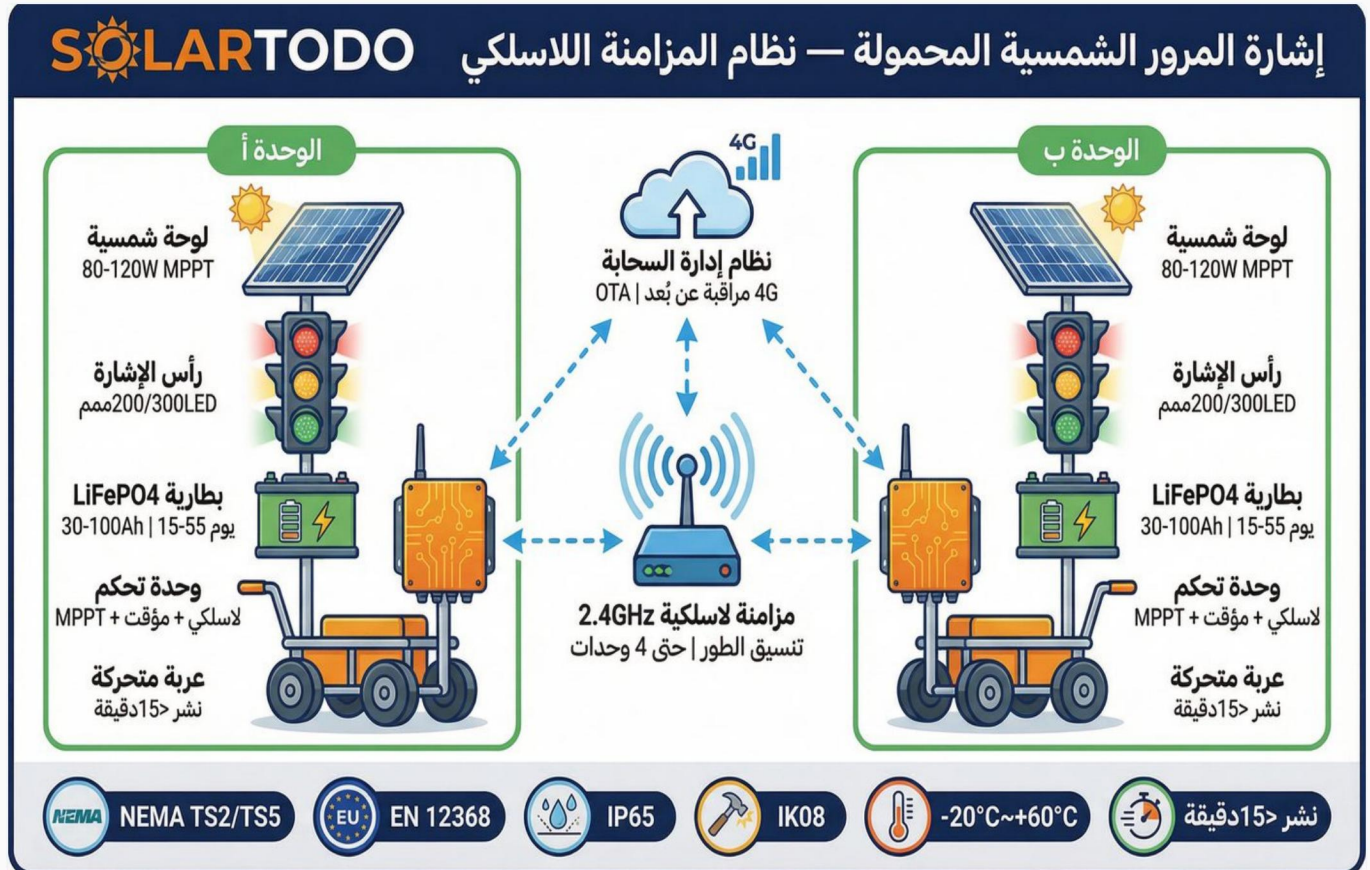 إشارة المرور الشمسية المحمولة — نظام المزامنة اللاسلكي
SOLARTODO
الوحدة أ
لوحة شمسية
80-120W MPPT
رأس الإشارة
200/300LEDممم
بطارية LiFePO4
30-100Ah | 15-55 يوم
وحدة تحكم
لاسلكي + مؤقت + MPPT
عربة متحركة
نشر <15دقيقة
4G
نظام إدارة السحابة
4G مراقبة عن بُعد | OTA
مزامنة لاسلكية 2.4GHz
تنسيق الطور | حتى 4 وحدات
الوحدة ب
لوحة شمسية
80-120W MPPT
رأس الإشارة
200/300LEDممم
بطارية LiFePO4
30-100Ah | 15-55 يوم
وحدة تحكم
لاسلكي + مؤقت + MPPT
عربة متحركة
نشر <15دقيقة
NEMA
NEMA TS2/TS5
EU
EN 12368
IP65
IK08
-20°C~+60°C
نشر <15دقيقة